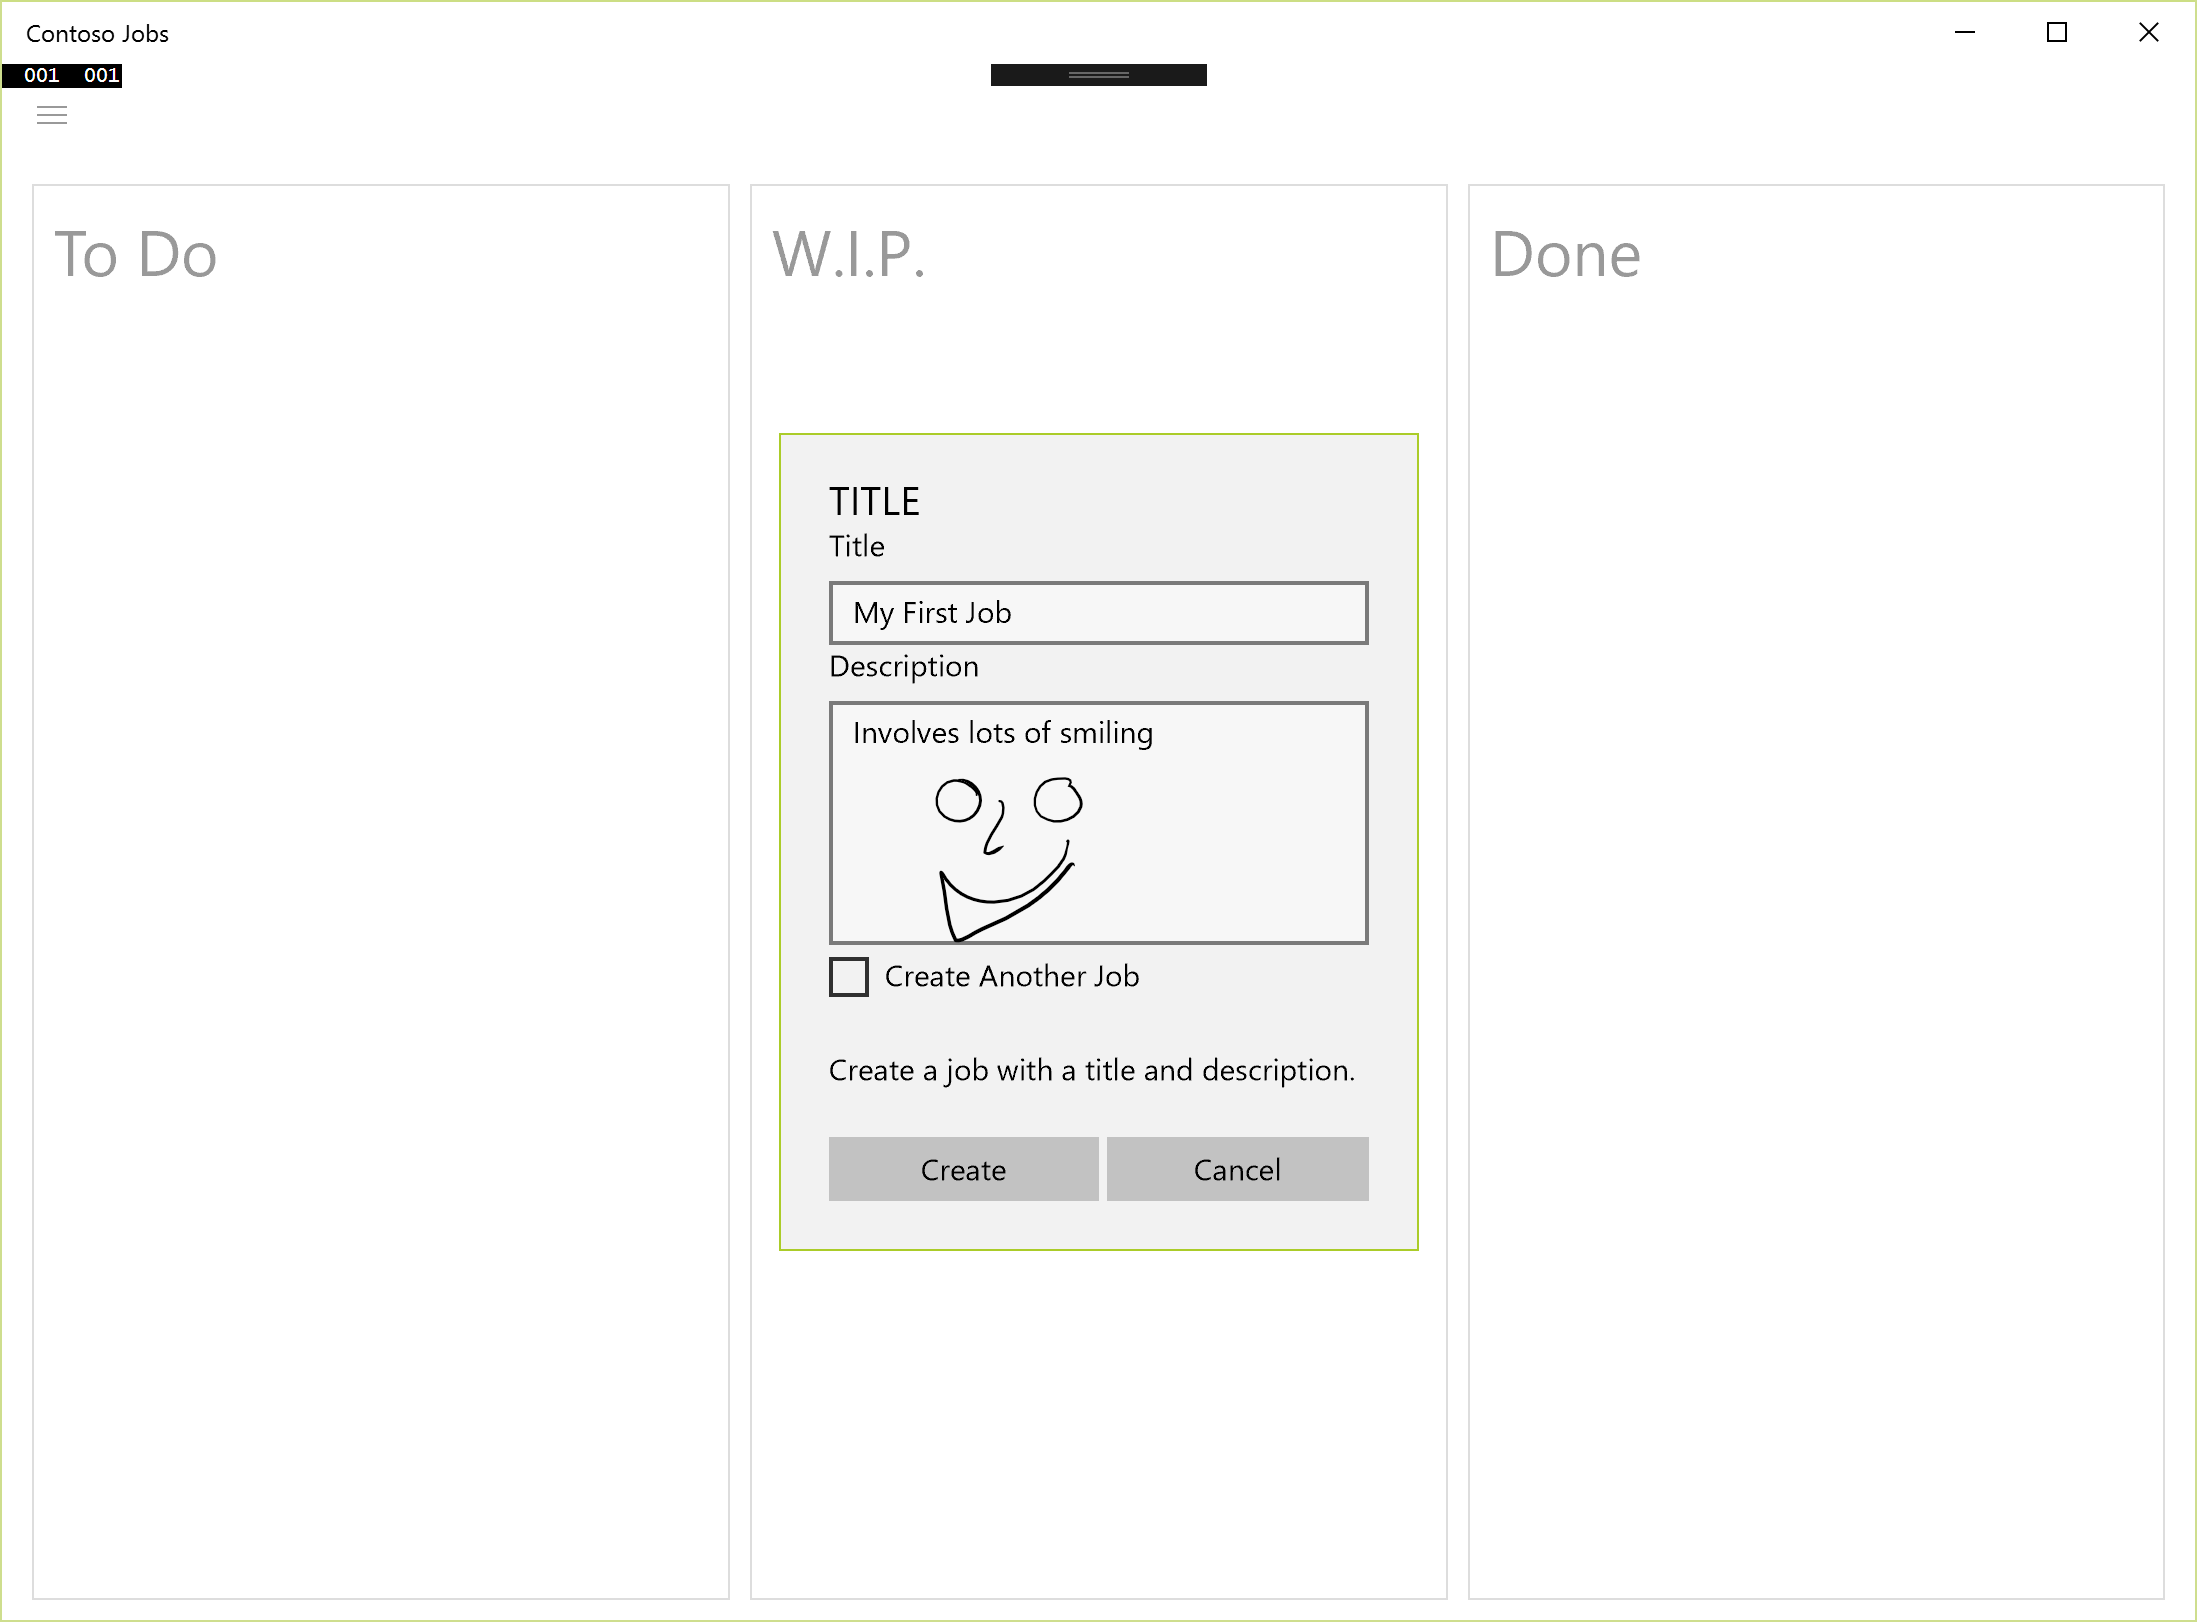 Contoso Jobs
001 001
To Do
W.I.P.
Done
TITLE
Title
My First Job
Description
Involves lots of smiling
Create Another Job
Create a job with a title and description.
Create
Cancel